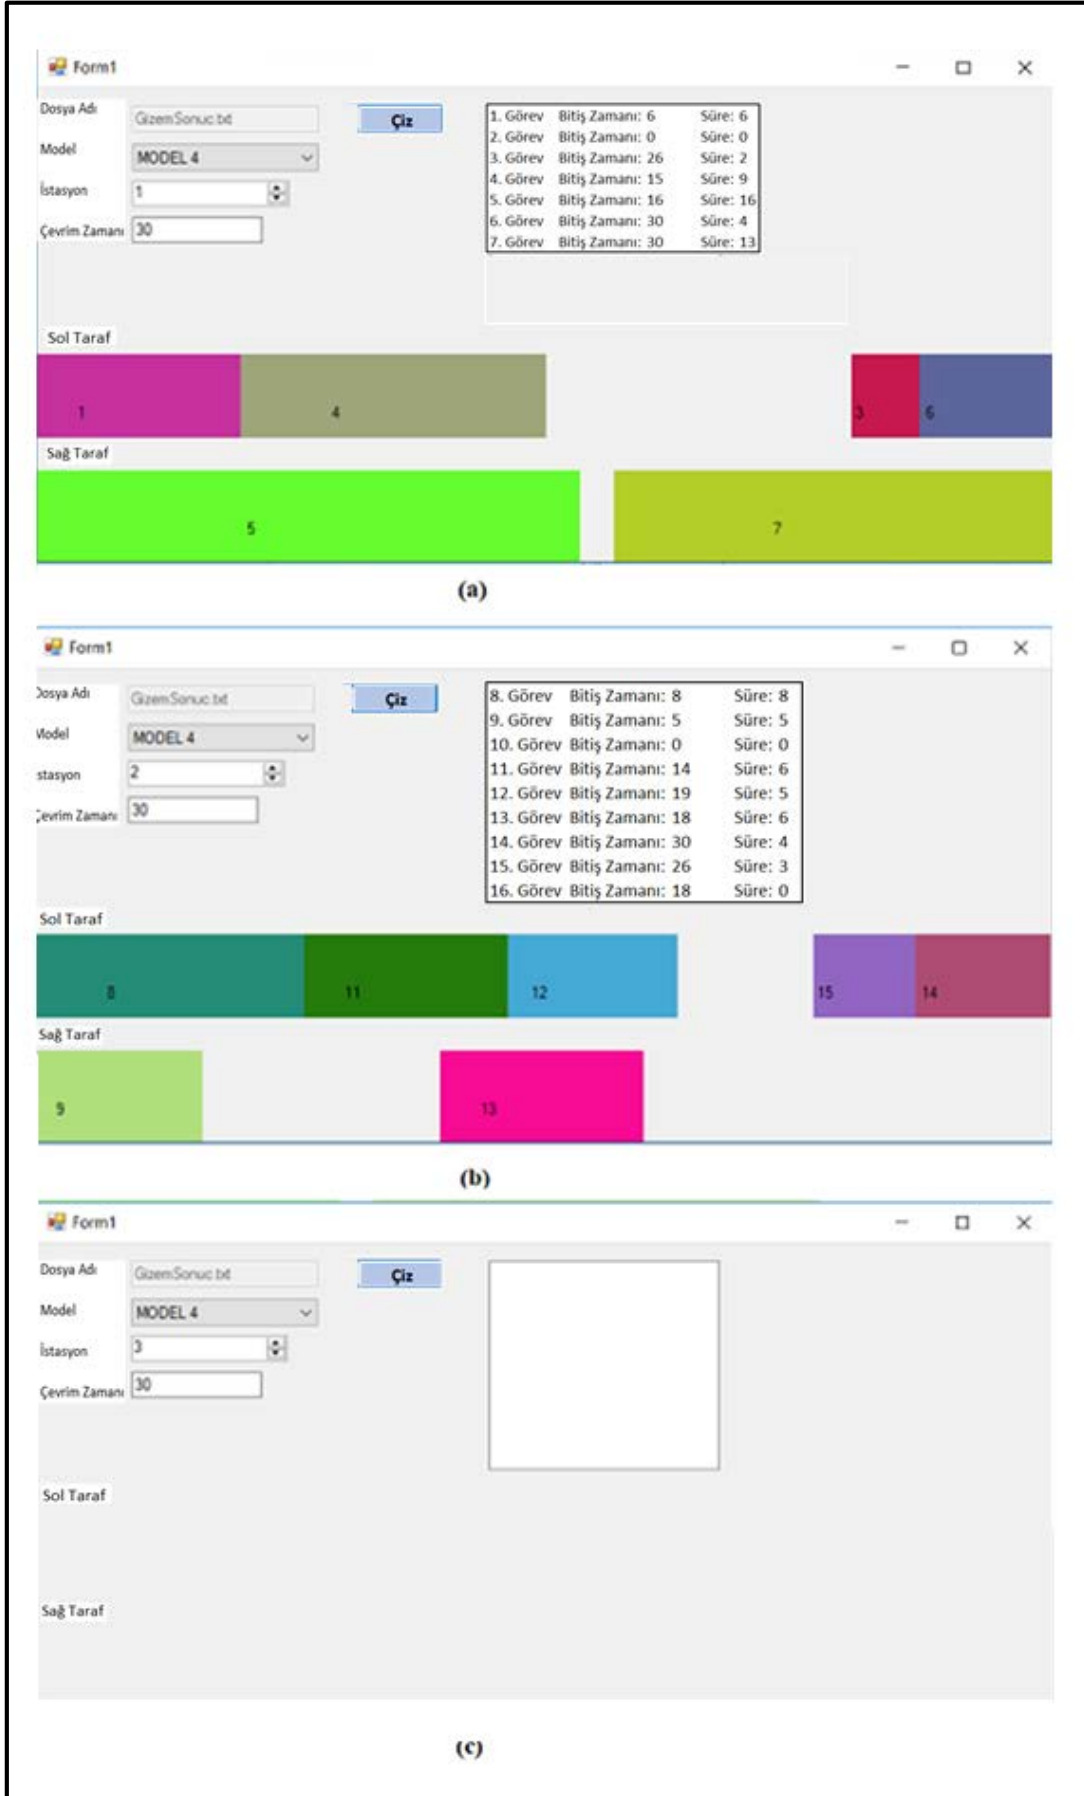 Form1
Dosya Adı GizemSonuc.txt Çiz
Model MODEL 4
İstasyon 1
Çevrim Zamanı 30
1. Görev Bitiş Zamanı: 6 Süre: 6
2. Görev Bitiş Zamanı: 0 Süre: 0
3. Görev Bitiş Zamanı: 26 Süre: 2
4. Görev Bitiş Zamanı: 15 Süre: 9
5. Görev Bitiş Zamanı: 16 Süre: 16
6. Görev Bitiş Zamanı: 30 Süre: 4
7. Görev Bitiş Zamanı: 30 Süre: 13
Sol Taraf
1 4 3 6
Sağ Taraf
5 7
(a)
Form1
Dosya Adı GizemSonuc.txt Çiz
Model MODEL 4
stasyon 2
Çevrim Zamanı 30
8. Görev Bitiş Zamanı: 8 Süre: 8
9. Görev Bitiş Zamanı: 5 Süre: 5
10. Görev Bitiş Zamanı: 0 Süre: 0
11. Görev Bitiş Zamanı: 14 Süre: 6
12. Görev Bitiş Zamanı: 19 Süre: 5
13. Görev Bitiş Zamanı: 18 Süre: 6
14. Görev Bitiş Zamanı: 30 Süre: 4
15. Görev Bitiş Zamanı: 26 Süre: 3
16. Görev Bitiş Zamanı: 18 Süre: 0
Sol Taraf
8 11 12 15 14
Sağ Taraf
9 13
(b)
Form1
Dosya Adı GizemSonuc.txt Çiz
Model MODEL 4
İstasyon 3
Çevrim Zamanı 30
Sol Taraf
Sağ Taraf
(c)